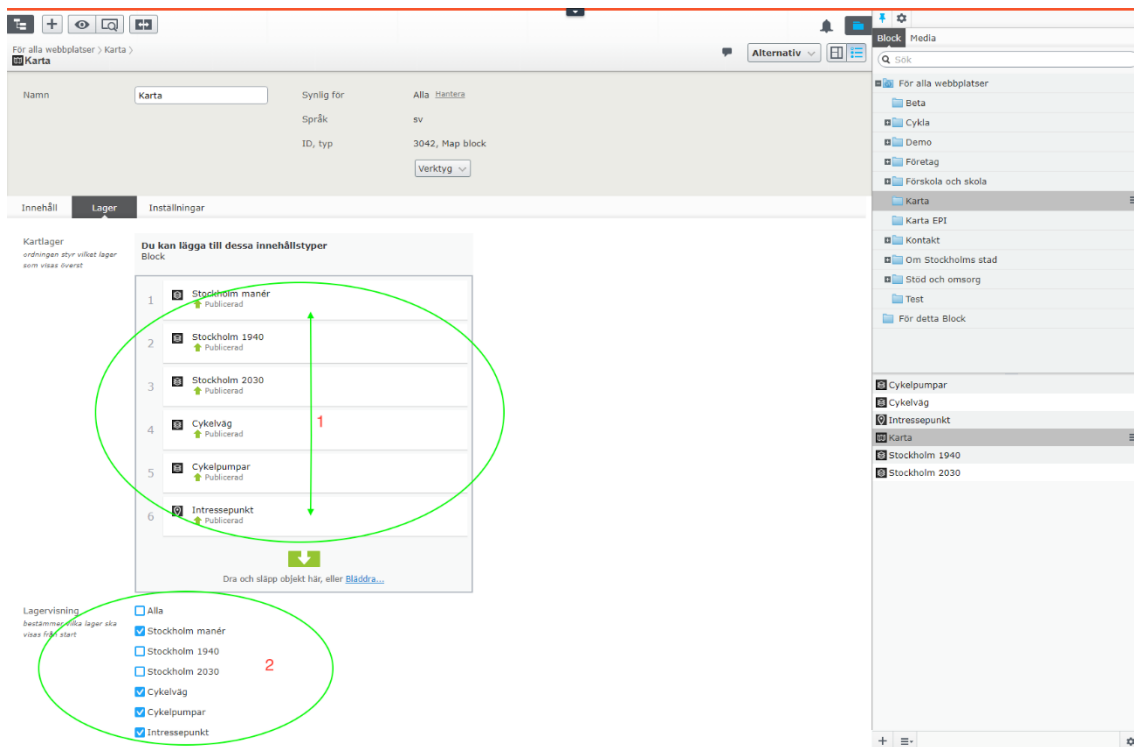 För alla webbplatser > Karta >
Karta
Alternativ
Namn
Karta
Synlig för
Alla Hantera
Språk
sv
ID, typ
3042, Map block
Verktyg
Innehåll Lager Inställningar
Kartlager
ordningen styr vilket lager
som visas överst
Du kan lägga till dessa innehållstyper
Block
1 Stockholm manér
Publicerad
2 Stockholm 1940
Publicerad
3 Stockholm 2030
Publicerad
1
4 Cykelväg
Publicerad
5 Cykelpumpar
Publicerad
6 Intressepunkt
Publicerad
Dra och släpp objekt här, eller Bläddra...
Lagervisning
bestämmer vilka lager ska
visas från start
Alla
Stockholm manér
Stockholm 1940
Stockholm 2030
2
Cykelväg
Cykelpumpar
Intressepunkt
Block Media
Sök
För alla webbplatser
Beta
Cykla
Demo
Företag
Förskola och skola
Karta
Karta EPI
Kontakt
Om Stockholms stad
Stöd och omsorg
Test
För detta Block
Cykelpumpar
Cykelväg
Intressepunkt
Karta
Stockholm 1940
Stockholm 2030